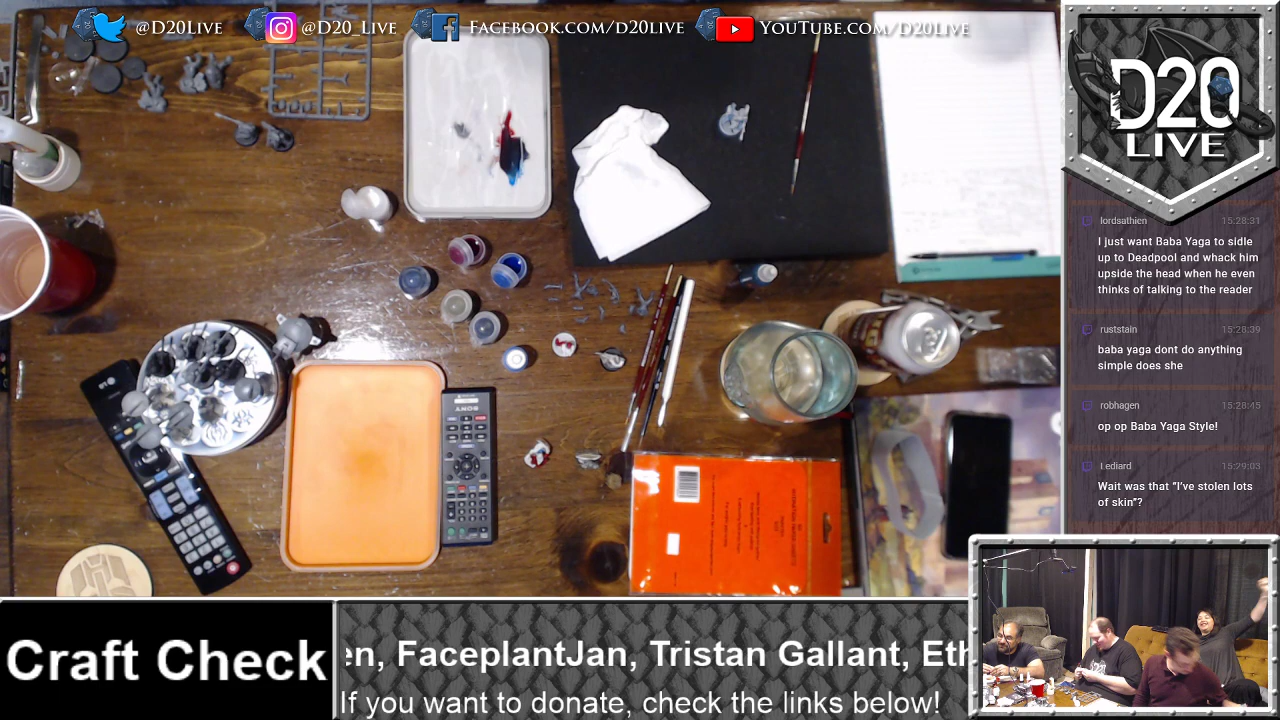 @D20Live @D20_Live Facebook.com/d20live YouTube.com/D20Live
D20
LIVE
lordsathien 15:28:31
I just want Baba Yaga to sidle
up to Deadpool and whack him
upside the head when he even
thinks of talking to the reader
ruststain 15:28:39
baba yaga dont do anything
simple does she
robhagen 15:28:45
op op Baba Yaga Style!
Lediard 15:29:03
Wait was that "I've stolen lots
of skin"?
SONY
Craft Check
en, FaceplantJan, Tristan Gallant, Eth
If you want to donate, check the links below!